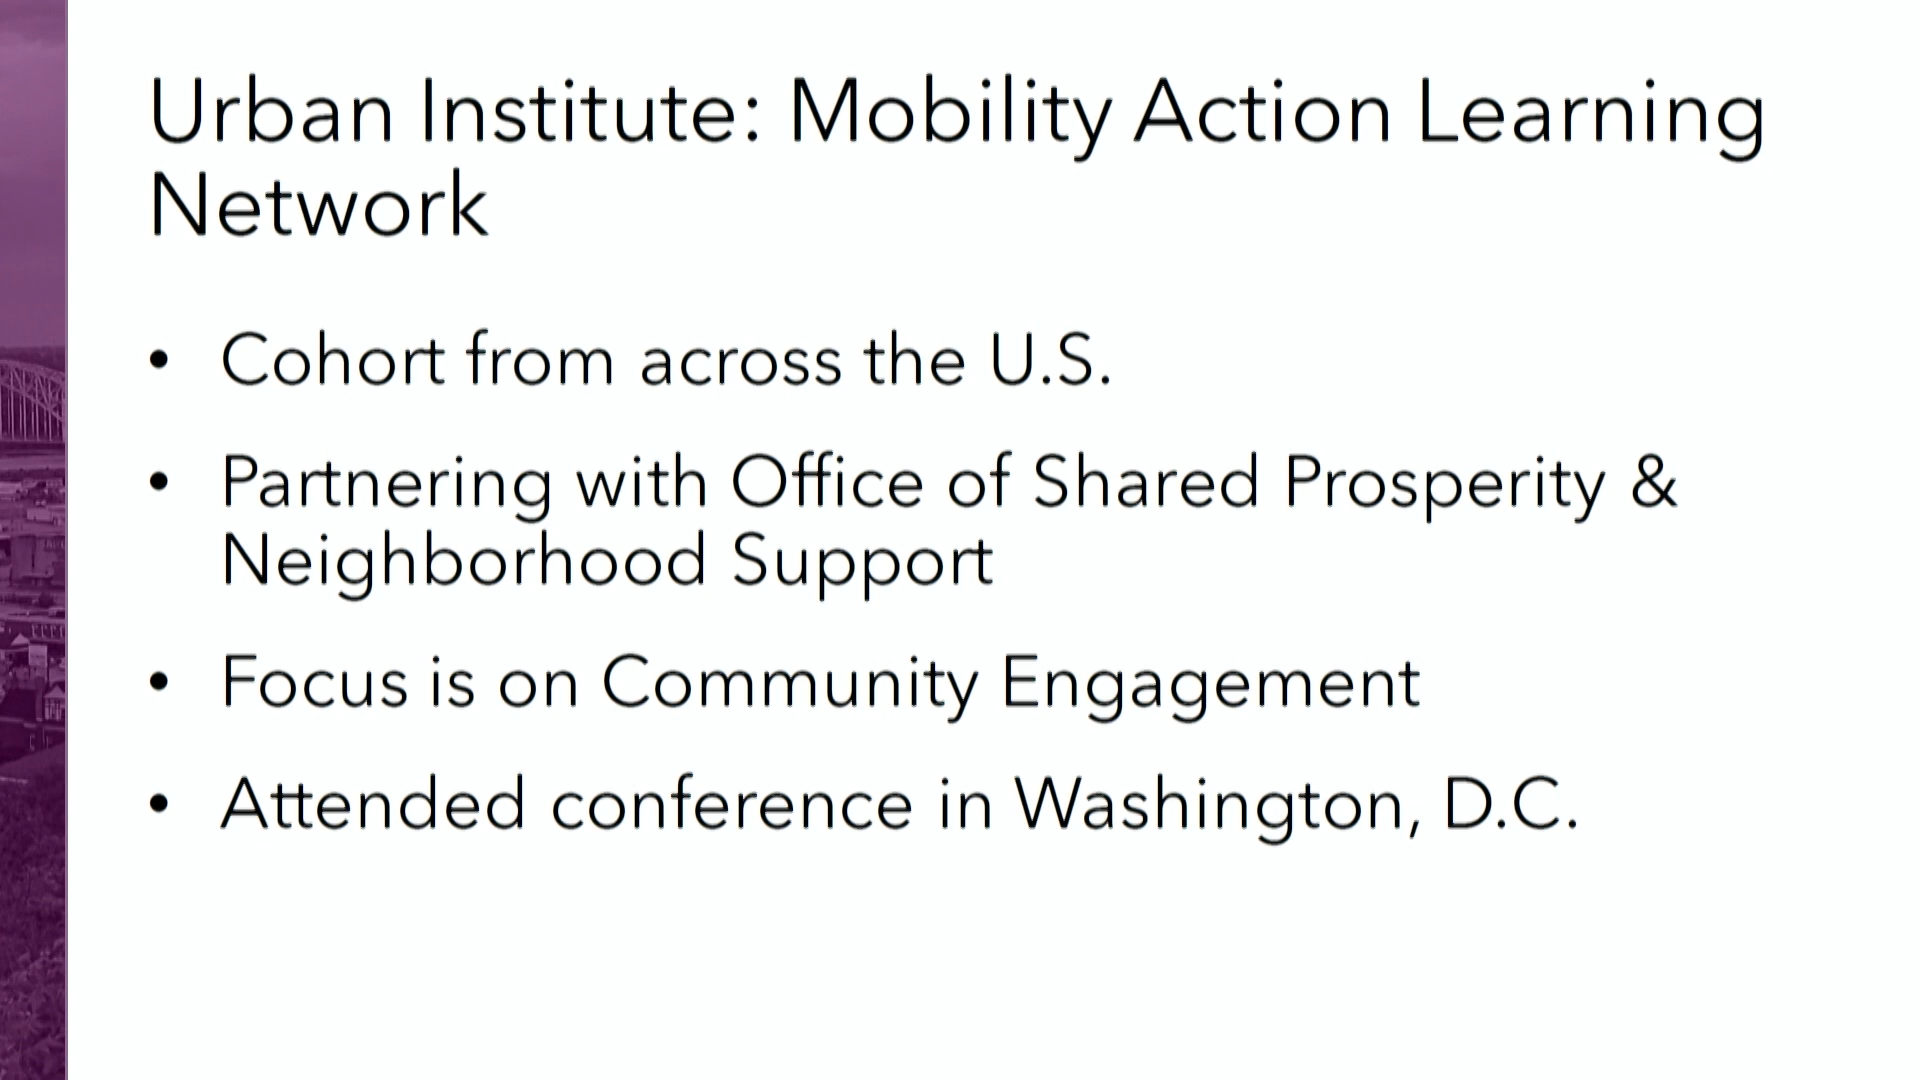 Urban Institute: Mobility Action Learning
Network
• Cohort from across the U.S.
• Partnering with Office of Shared Prosperity &
Neighborhood Support
• Focus is on Community Engagement
• Attended conference in Washington, D.C.